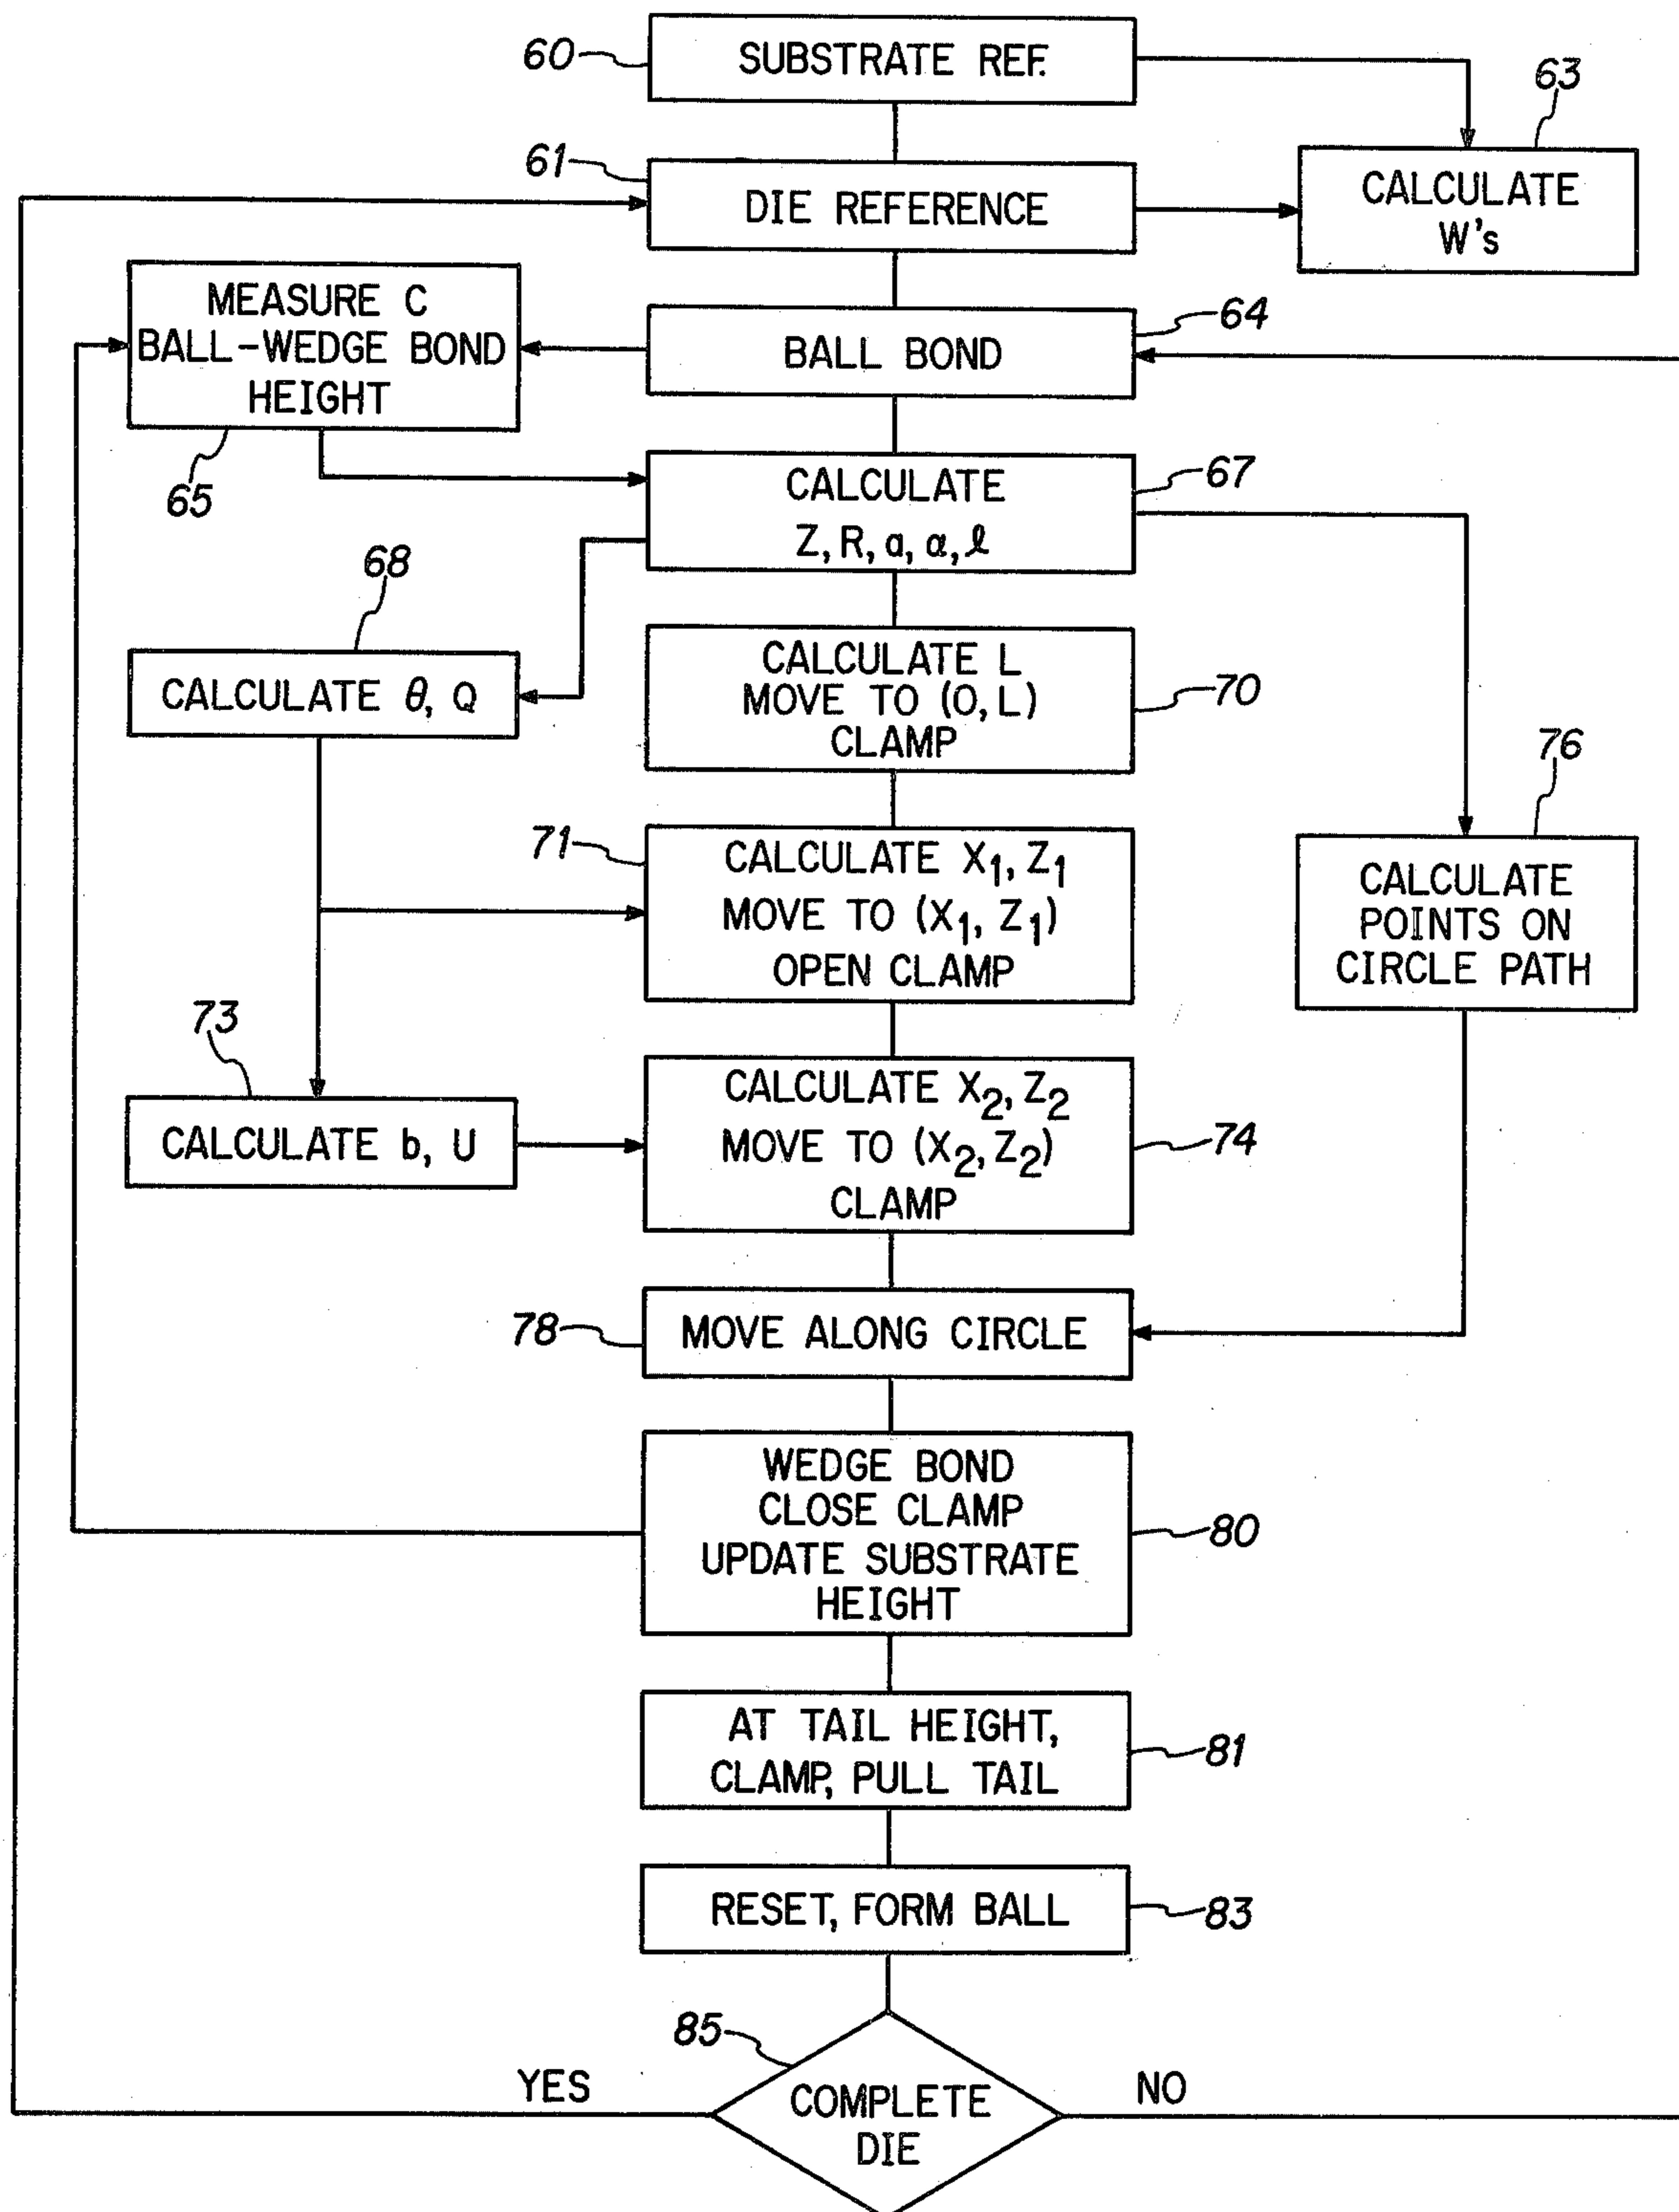 60
SUBSTRATE REF.
63
CALCULATE
W's
61
DIE REFERENCE
MEASURE C
BALL-WEDGE BOND
HEIGHT
65
64
BALL BOND
67
CALCULATE
Z, R, a, α, ℓ
68
CALCULATE θ, Q
CALCULATE L
MOVE TO (0, L)
CLAMP
70
76
CALCULATE
POINTS ON
CIRCLE PATH
71
CALCULATE X₁, Z₁
MOVE TO (X₁, Z₁)
OPEN CLAMP
73
CALCULATE b, U
CALCULATE X₂, Z₂
MOVE TO (X₂, Z₂)
CLAMP
74
78
MOVE ALONG CIRCLE
WEDGE BOND
CLOSE CLAMP
UPDATE SUBSTRATE
HEIGHT
80
AT TAIL HEIGHT,
CLAMP, PULL TAIL
81
RESET, FORM BALL
83
85
YES
COMPLETE
DIE
NO